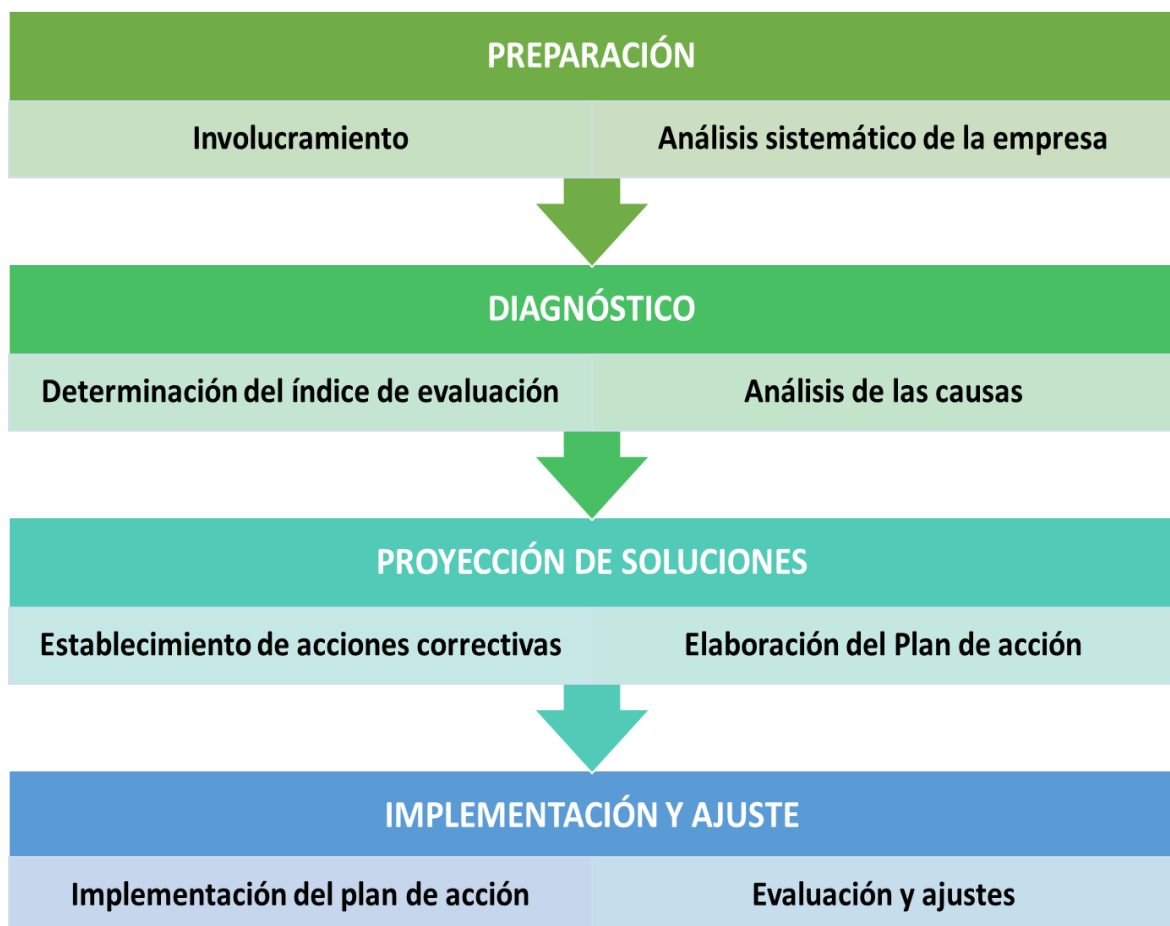 PREPARACIÓN
Involucramiento
Análisis sistemático de la empresa
DIAGNÓSTICO
Determinación del índice de evaluación
Análisis de las causas
PROYECCIÓN DE SOLUCIONES
Establecimiento de acciones correctivas
Elaboración del Plan de acción
IMPLEMENTACIÓN Y AJUSTE
Implementación del plan de acción
Evaluación y ajustes